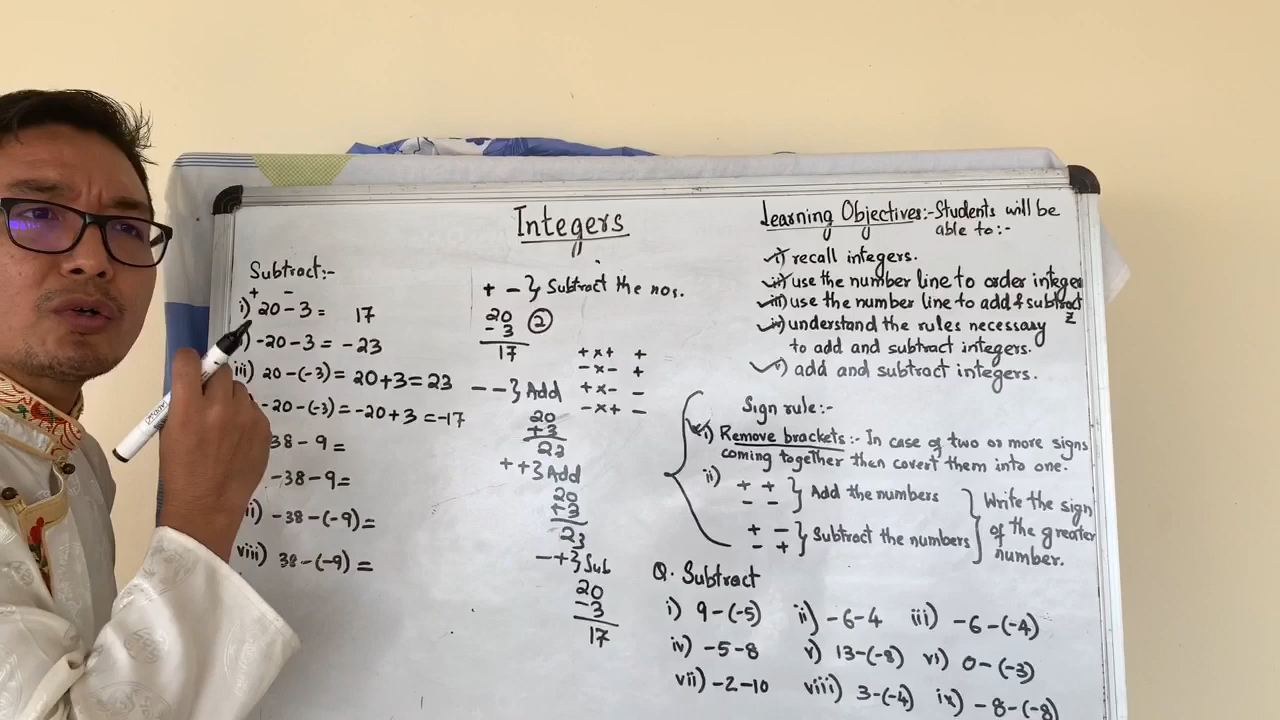 Integers
Subtract:-
+ -
i) 20 - 3 = 17
) -20 - 3 = -23
iii) 20 - (-3) = 20 + 3 = 23
-20 - (-3) = -20 + 3 = -17
38 - 9 =
-38 - 9 =
ii) -38 - (-9) =
viii) 38 - (-9) =
+ - } Subtract the nos.
20
- 3 ②
17
- - } Add
20
+ 3
23
+ + } Add
20
+ 3
23
- + } Sub
20
- 3
17
+ x + +
- x - +
+ x - -
- x + -
Learning Objectives:- Students will be
able to:-
i) recall integers.
ii) use the number line to order integer
iii) use the number line to add & subtract
Z
iv) understand the rules necessary
to add and subtract integers.
v) add and subtract integers.
Sign rule:-
i) Remove brackets:- In case of two or more signs
coming together then covert them into one.
ii) + +
- - } Add the numbers
+ -
- + } Subtract the numbers
} Write the sign
of the greater
number.
Q. Subtract
i) 9 - (-5) ii) -6 - 4 iii) -6 - (-4)
iv) -5 - 8 v) 13 - (-8) vi) 0 - (-3)
vii) -2 - 10 viii) 3 - (-4) ix) -8 - (-8)